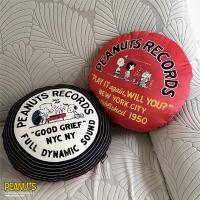 PEANUTS RECORDS
"GOOD GRIEF"
NYC NY
FULL DYNAMIC SOUND
PEANUTS RECORDS
"PLAY IT again, WILL YOU?"
NEW YORK CITY
established 1950
PEANUTS